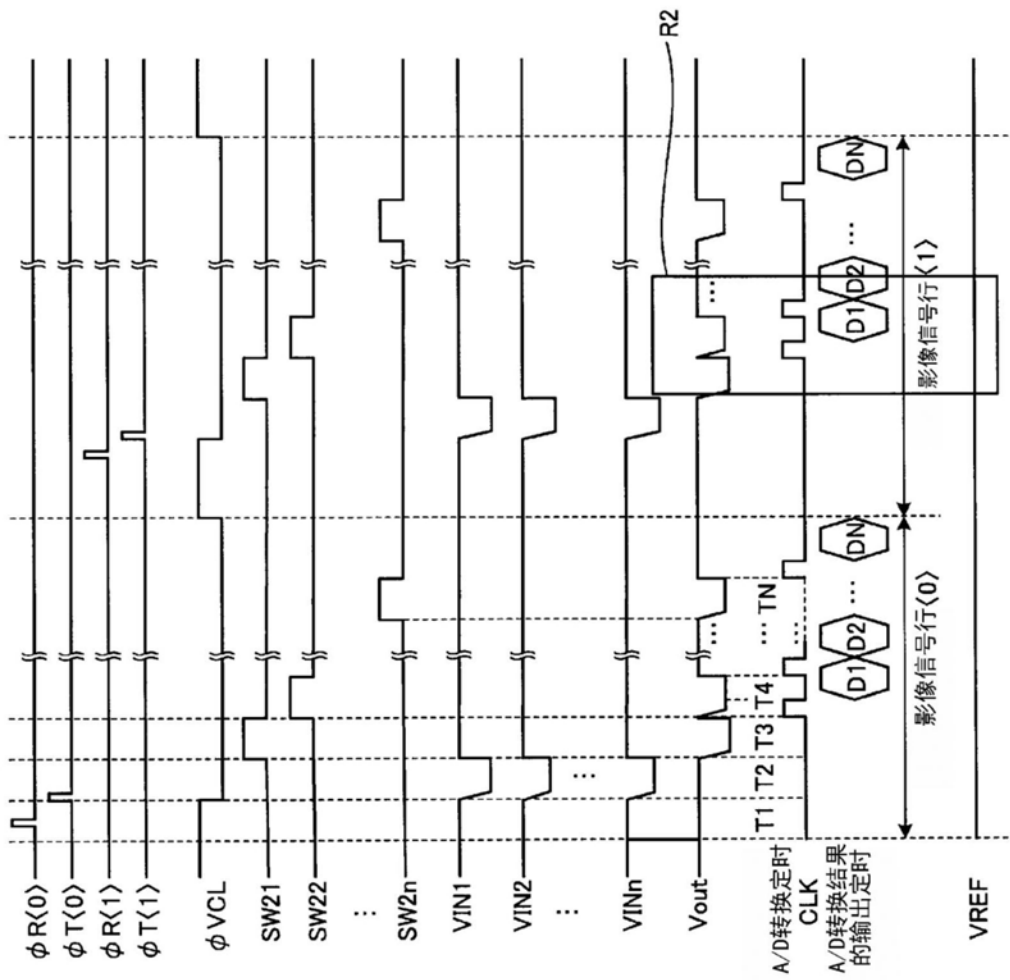 φR⟨0⟩
φT⟨0⟩
φR⟨1⟩
φT⟨1⟩
φVCL
SW21
SW22
⋮
SW2n
VIN1
VIN2
⋮
⋮
VINn
Vout
R2
T1 T2 T3 T4 ... TN
⋮ ⋮ ⋮
A/D转换定时
CLK
A/D转换结果
的输出定时
D1 D2 ... DN D1 D2 ... DN
影像信号行⟨0⟩ 影像信号行⟨1⟩
VREF